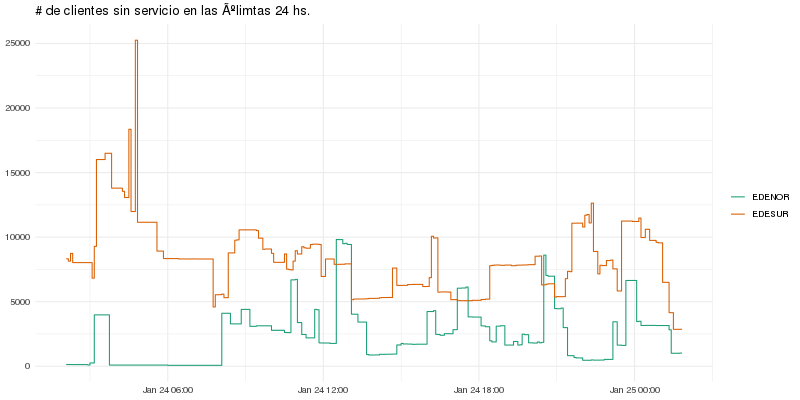 # de clientes sin servicio en las Ãºlimtas 24 hs.
25000
20000
15000
10000
5000
0
Jan 24 06:00 Jan 24 12:00 Jan 24 18:00 Jan 25 00:00
EDENOR
EDESUR